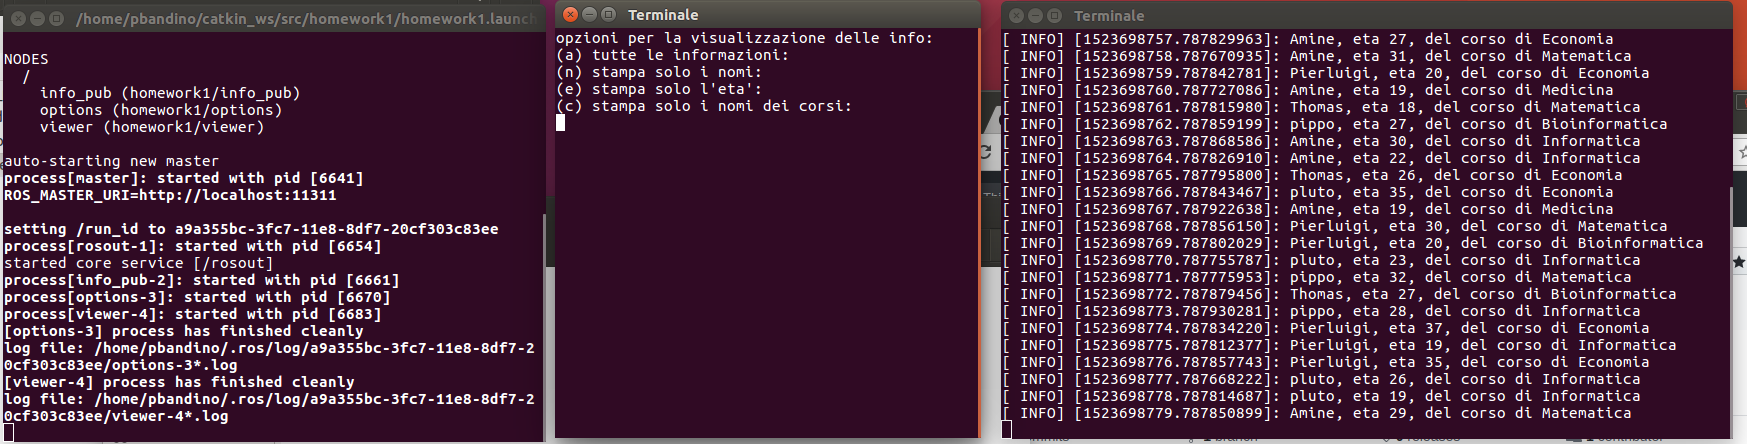 /home/pbandino/catkin_ws/src/homework1/homework1.launch
NODES
/
info_pub (homework1/info_pub)
options (homework1/options)
viewer (homework1/viewer)
auto-starting new master
process[master]: started with pid [6641]
ROS_MASTER_URI=http://localhost:11311
setting /run_id to a9a355bc-3fc7-11e8-8df7-20cf303c83ee
process[rosout-1]: started with pid [6654]
started core service [/rosout]
process[info_pub-2]: started with pid [6661]
process[options-3]: started with pid [6670]
process[viewer-4]: started with pid [6683]
[options-3] process has finished cleanly
log file: /home/pbandino/.ros/log/a9a355bc-3fc7-11e8-8df7-2
0cf303c83ee/options-3*.log
[viewer-4] process has finished cleanly
log file: /home/pbandino/.ros/log/a9a355bc-3fc7-11e8-8df7-2
0cf303c83ee/viewer-4*.log
Terminale
opzioni per la visualizzazione delle info:
(a) tutte le informazioni:
(n) stampa solo i nomi:
(e) stampa solo l'eta':
(c) stampa solo i nomi dei corsi:
Terminale
[ INFO] [1523698757.787829963]: Amine, eta 27, del corso di Economia
[ INFO] [1523698758.787670935]: Amine, eta 31, del corso di Matematica
[ INFO] [1523698759.787842781]: Pierluigi, eta 20, del corso di Economia
[ INFO] [1523698760.787727086]: Amine, eta 19, del corso di Medicina
[ INFO] [1523698761.787815980]: Thomas, eta 18, del corso di Matematica
[ INFO] [1523698762.787859199]: pippo, eta 27, del corso di Bioinformatica
[ INFO] [1523698763.787868586]: Amine, eta 30, del corso di Informatica
[ INFO] [1523698764.787826910]: Amine, eta 22, del corso di Informatica
[ INFO] [1523698765.787795800]: Thomas, eta 26, del corso di Economia
[ INFO] [1523698766.787843467]: pluto, eta 35, del corso di Economia
[ INFO] [1523698767.787922638]: Amine, eta 19, del corso di Medicina
[ INFO] [1523698768.787856150]: Pierluigi, eta 30, del corso di Matematica
[ INFO] [1523698769.787802029]: Pierluigi, eta 20, del corso di Bioinformatica
[ INFO] [1523698770.787755787]: pluto, eta 23, del corso di Informatica
[ INFO] [1523698771.787775953]: pippo, eta 32, del corso di Matematica
[ INFO] [1523698772.787879456]: Thomas, eta 27, del corso di Bioinformatica
[ INFO] [1523698773.787930281]: pippo, eta 28, del corso di Informatica
[ INFO] [1523698774.787834220]: Pierluigi, eta 37, del corso di Economia
[ INFO] [1523698775.787812377]: Pierluigi, eta 19, del corso di Informatica
[ INFO] [1523698776.787857743]: Pierluigi, eta 35, del corso di Economia
[ INFO] [1523698777.787668222]: pluto, eta 26, del corso di Informatica
[ INFO] [1523698778.787814687]: pluto, eta 19, del corso di Informatica
[ INFO] [1523698779.787850899]: Amine, eta 29, del corso di Matematica